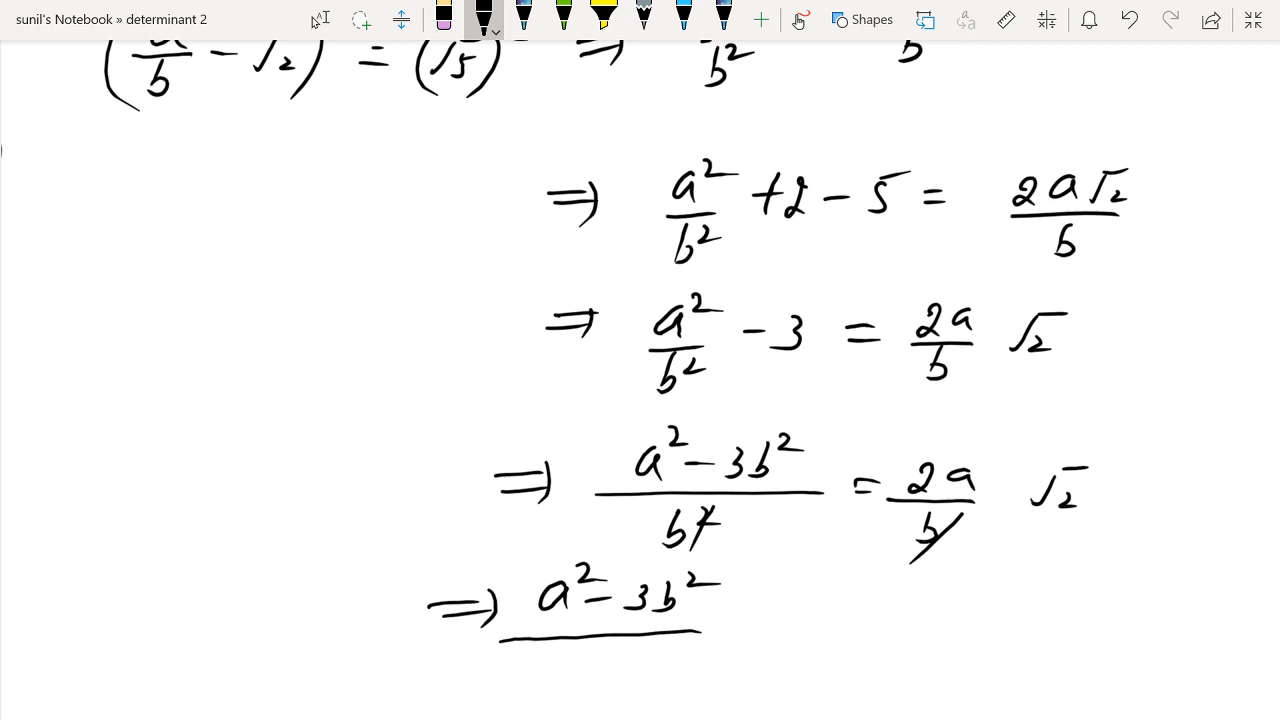 sunil's Notebook » determinant 2
Shapes
(a/b - √2) = (√5) ⇒ b² b
⇒ a²/b² + 2 - 5 = 2a√2/b
⇒ a²/b² - 3 = 2a/b √2
⇒ (a² - 3b²)/b² = 2a/b √2
⇒ a² - 3b²